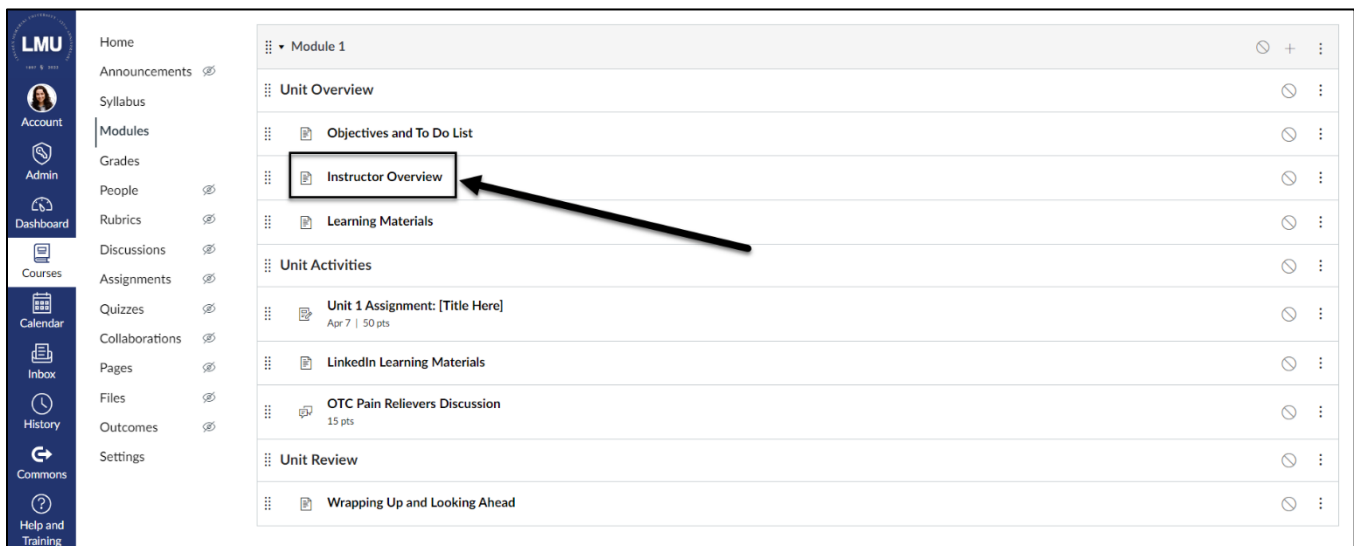 LMU
Account
Admin
Dashboard
Courses
Calendar
Inbox
History
Commons
Help and
Training
Home
Announcements
Syllabus
Modules
Grades
People
Rubrics
Discussions
Assignments
Quizzes
Collaborations
Pages
Files
Outcomes
Settings
Module 1
Unit Overview
Objectives and To Do List
Instructor Overview
Learning Materials
Unit Activities
Unit 1 Assignment: [Title Here]
Apr 7 | 50 pts
LinkedIn Learning Materials
OTC Pain Relievers Discussion
15 pts
Unit Review
Wrapping Up and Looking Ahead